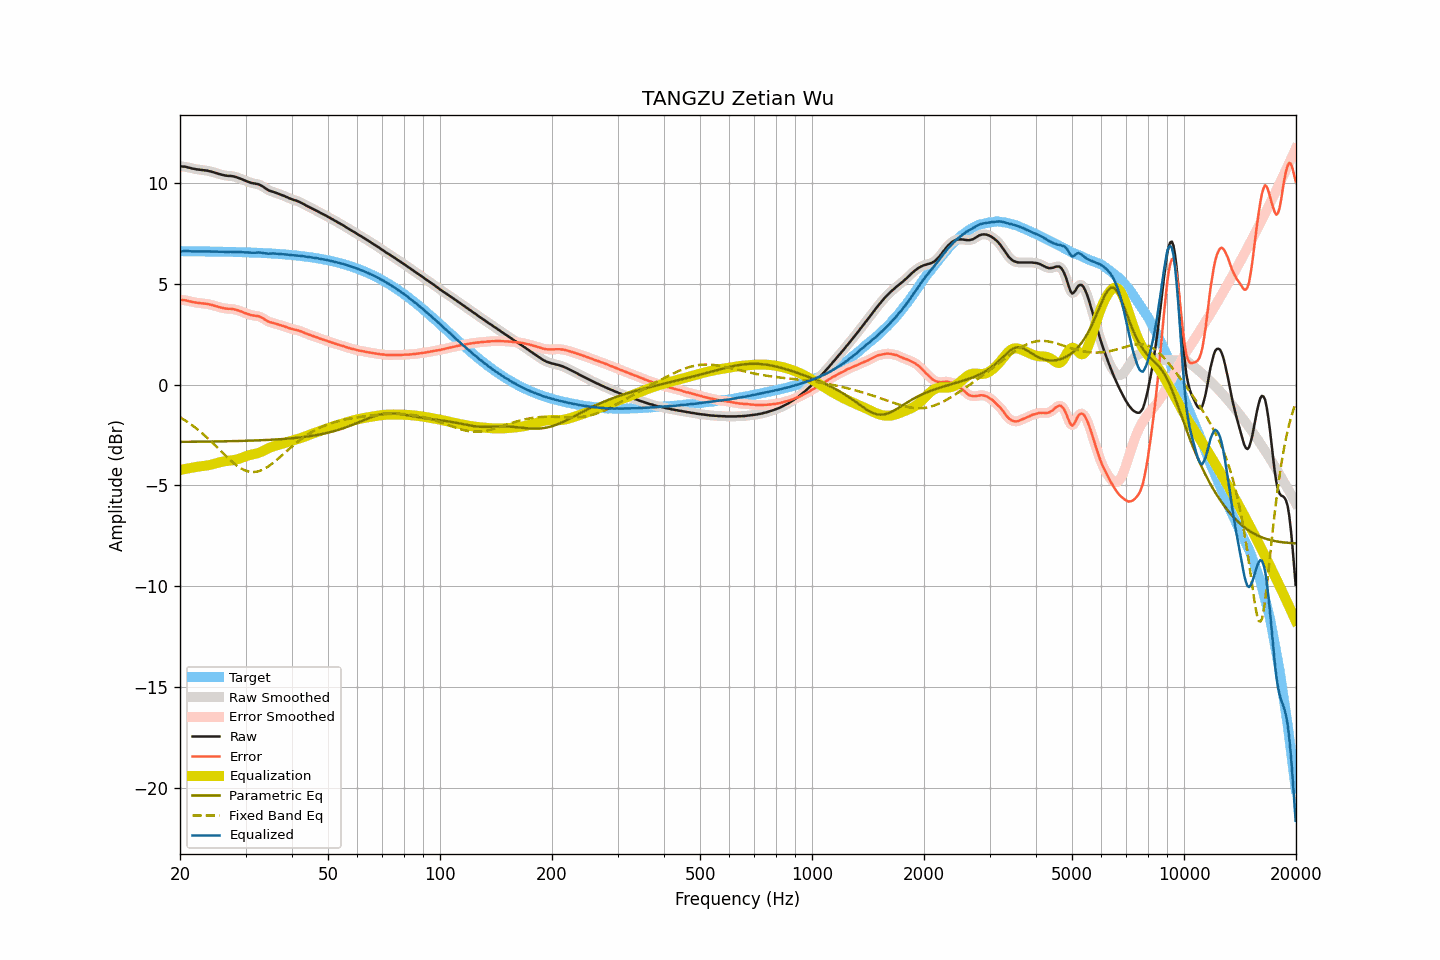 TANGZU Zetian Wu
10
5
0
−5
−10
−15
−20
Amplitude (dBr)
Target
Raw Smoothed
Error Smoothed
Raw
Error
Equalization
Parametric Eq
Fixed Band Eq
Equalized
20 50 100 200 500 1000 2000 5000 10000 20000
Frequency (Hz)